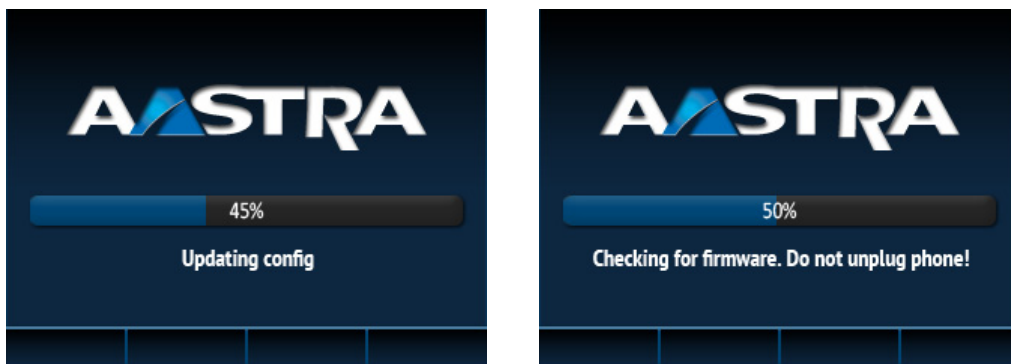 AASTRA
45%
Updating config
AASTRA
50%
Checking for firmware. Do not unplug phone!